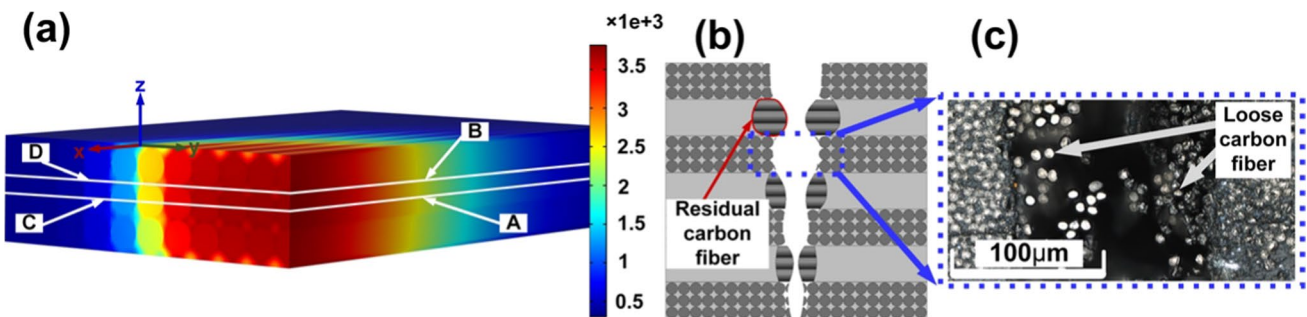 (a)
z
x
y
D
B
C
A
×1e+3
3.5
3
2.5
2
1.5
1
0.5
(b)
Residual
carbon
fiber
(c)
Loose
carbon
fiber
100μm